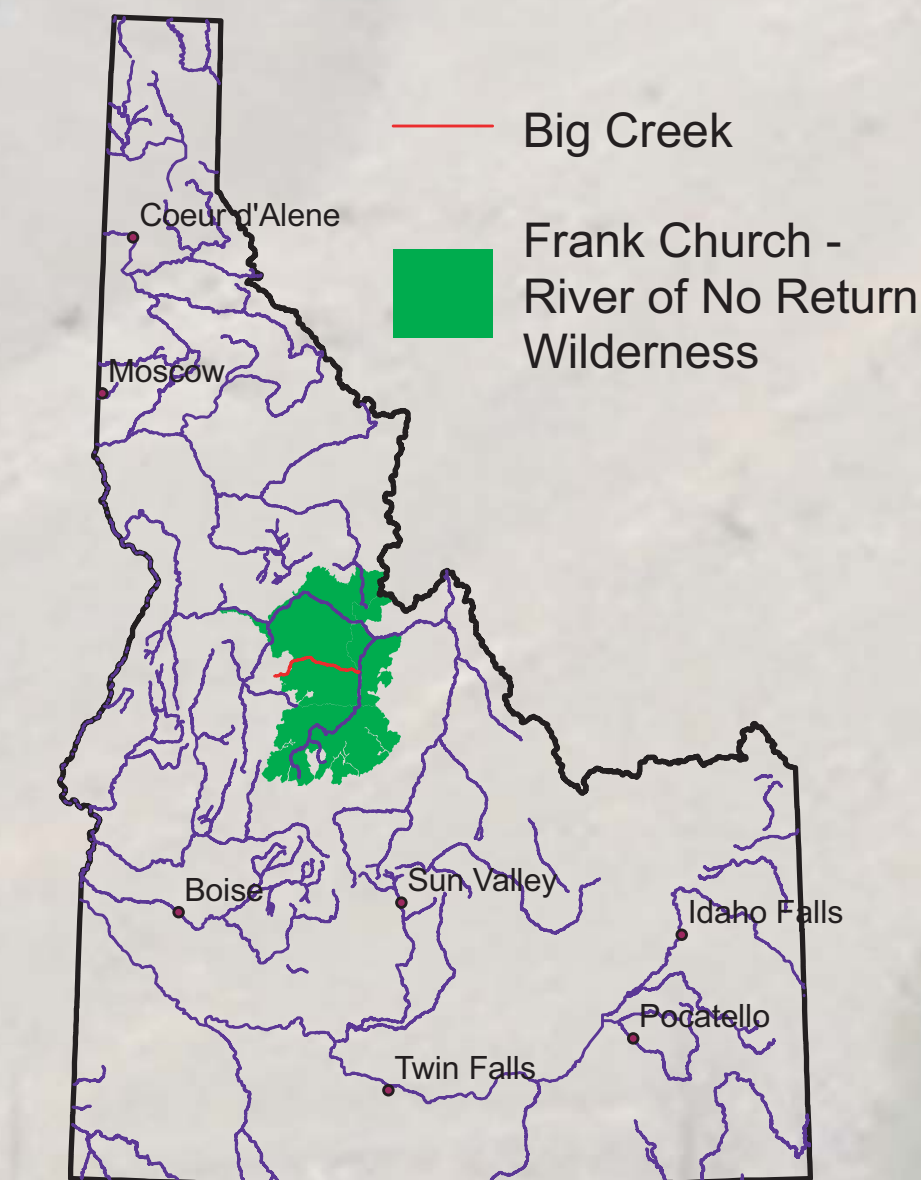 Big Creek
Frank Church -
River of No Return
Wilderness
Coeur d'Alene
Moscow
Boise
Sun Valley
Idaho Falls
Pocatello
Twin Falls